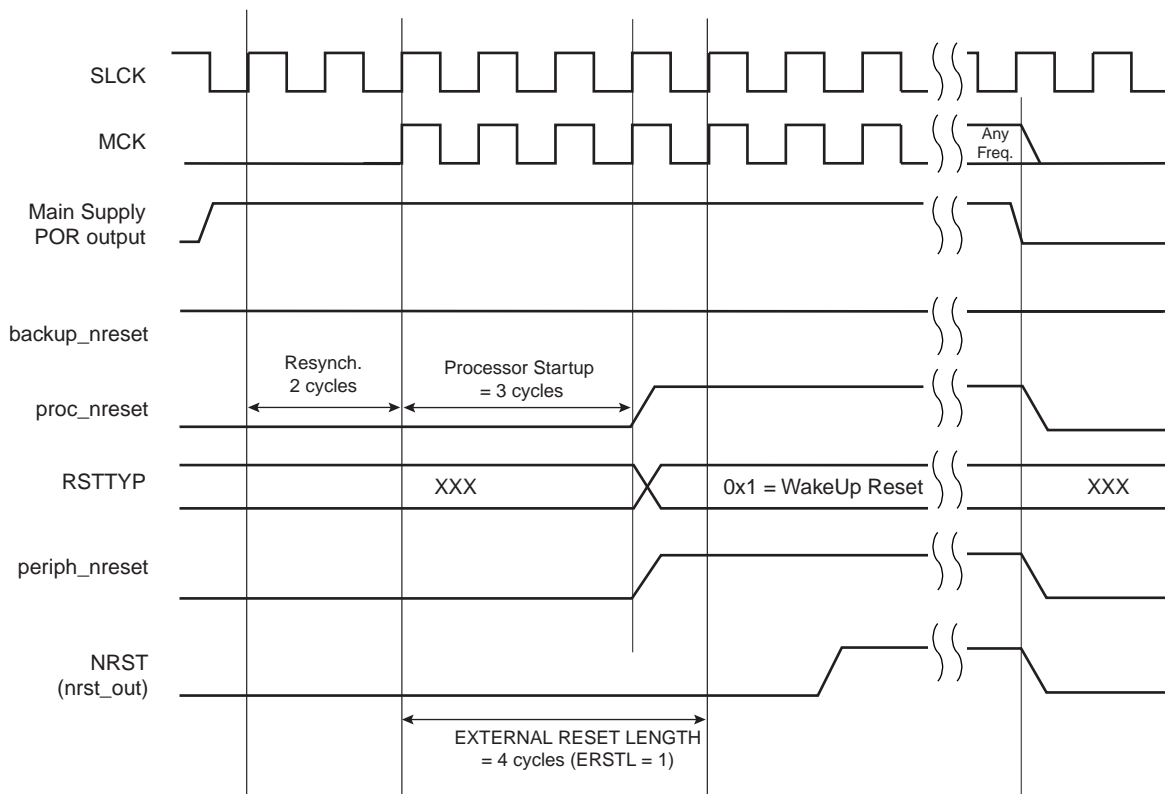 SLCK
MCK
Any
Freq.
Main Supply
POR output
backup_nreset
Resynch.
2 cycles
Processor Startup
= 3 cycles
proc_nreset
RSTTYP
XXX
0x1 = WakeUp Reset
XXX
periph_nreset
NRST
(nrst_out)
EXTERNAL RESET LENGTH
= 4 cycles (ERSTL = 1)